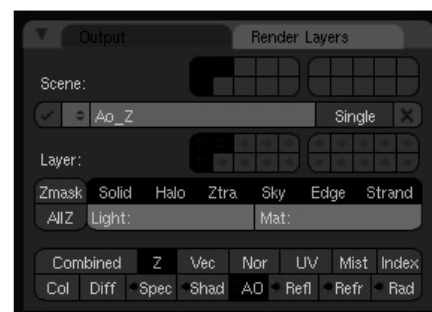 Output Render Layers
Scene:
Ao_Z Single X
Layer:
Zmask Solid Halo Ztra Sky Edge Strand
AllZ Light: Mat:
Combined Z Vec Nor UV Mist Index
Col Diff Spec Shad AO Refl Refr Rad